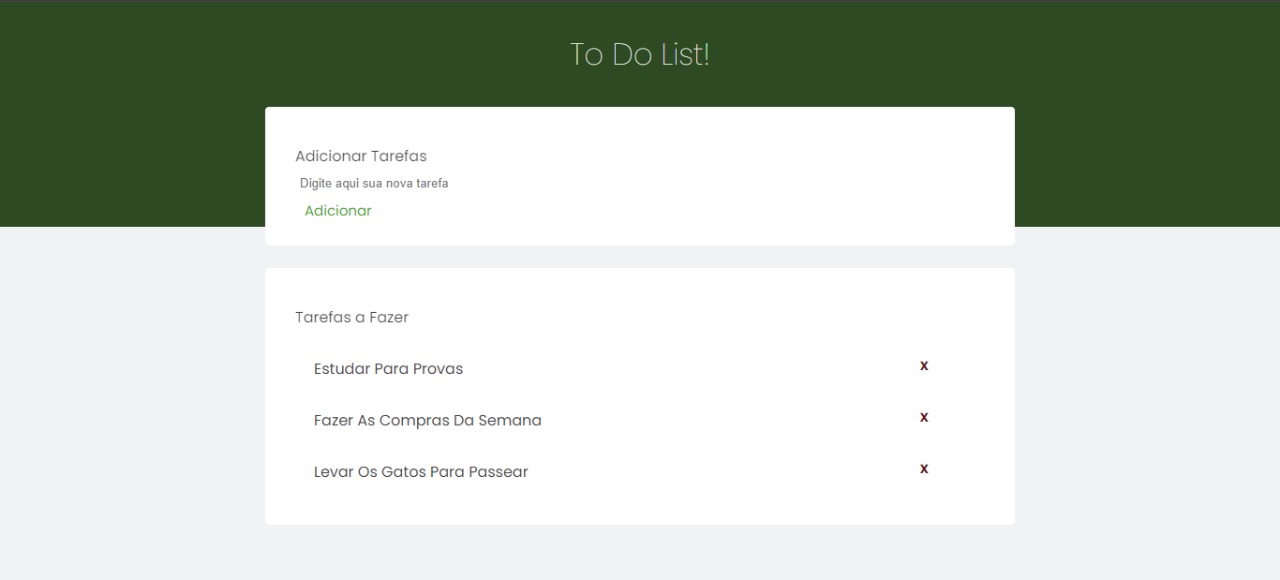 To Do List!
Adicionar Tarefas
Digite aqui sua nova tarefa
Adicionar
Tarefas a Fazer
Estudar Para Provas X
Fazer As Compras Da Semana X
Levar Os Gatos Para Passear X